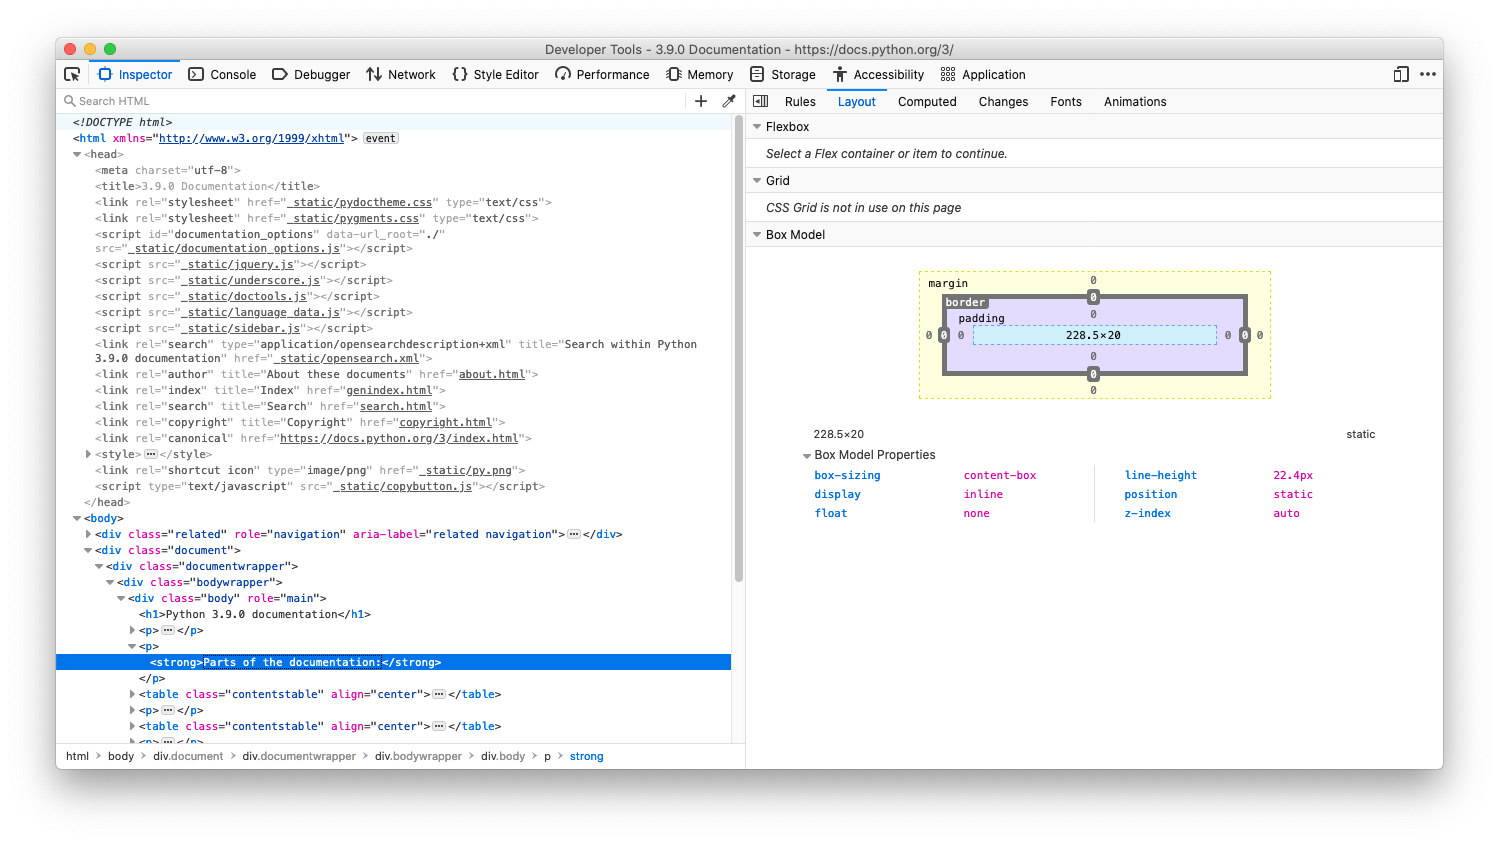 Developer Tools - 3.9.0 Documentation - https://docs.python.org/3/
Inspector Console Debugger Network Style Editor Performance Memory Storage Accessibility Application
Search HTML
<!DOCTYPE html>
<html xmlns="http://www.w3.org/1999/xhtml"> event
<head>
<meta charset="utf-8">
<title>3.9.0 Documentation</title>
<link rel="stylesheet" href="_static/pydoctheme.css" type="text/css">
<link rel="stylesheet" href="_static/pygments.css" type="text/css">
<script id="documentation_options" data-url_root="./"
src="_static/documentation_options.js"></script>
<script src="_static/jquery.js"></script>
<script src="_static/underscore.js"></script>
<script src="_static/doctools.js"></script>
<script src="_static/language_data.js"></script>
<script src="_static/sidebar.js"></script>
<link rel="search" type="application/opensearchdescription+xml" title="Search within Python
3.9.0 documentation" href="_static/opensearch.xml">
<link rel="author" title="About these documents" href="about.html">
<link rel="index" title="Index" href="genindex.html">
<link rel="search" title="Search" href="search.html">
<link rel="copyright" title="Copyright" href="copyright.html">
<link rel="canonical" href="https://docs.python.org/3/index.html">
<style>…</style>
<link rel="shortcut icon" type="image/png" href="_static/py.png">
<script type="text/javascript" src="_static/copybutton.js"></script>
</head>
<body>
<div class="related" role="navigation" aria-label="related navigation">…</div>
<div class="document">
<div class="documentwrapper">
<div class="bodywrapper">
<div class="body" role="main">
<h1>Python 3.9.0 documentation</h1>
<p>…</p>
<p>
<strong>Parts of the documentation:</strong>
</p>
<table class="contentstable" align="center">…</table>
<p>…</p>
<table class="contentstable" align="center">…</table>
<p>…</p>
html > body > div.document > div.documentwrapper > div.bodywrapper > div.body > p > strong
Rules Layout Computed Changes Fonts Animations
Flexbox
Select a Flex container or item to continue.
Grid
CSS Grid is not in use on this page
Box Model
margin 0
border 0
padding 0
0 0 0 228.5×20 0 0 0
0
0
0
228.5×20 static
Box Model Properties
box-sizing content-box line-height 22.4px
display inline position static
float none z-index auto